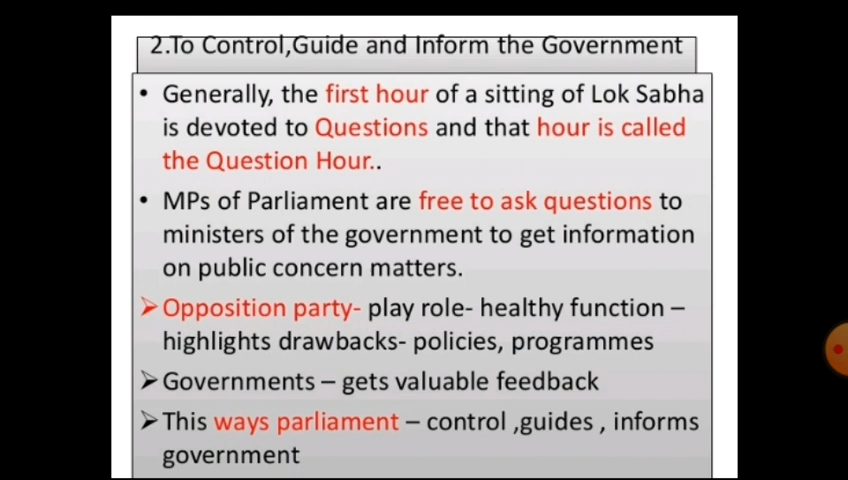 2.To Control,Guide and Inform the Government
• Generally, the first hour of a sitting of Lok Sabha
is devoted to Questions and that hour is called
the Question Hour..
• MPs of Parliament are free to ask questions to
ministers of the government to get information
on public concern matters.
➢Opposition party- play role- healthy function –
highlights drawbacks- policies, programmes
➢Governments – gets valuable feedback
➢This ways parliament – control ,guides , informs
government